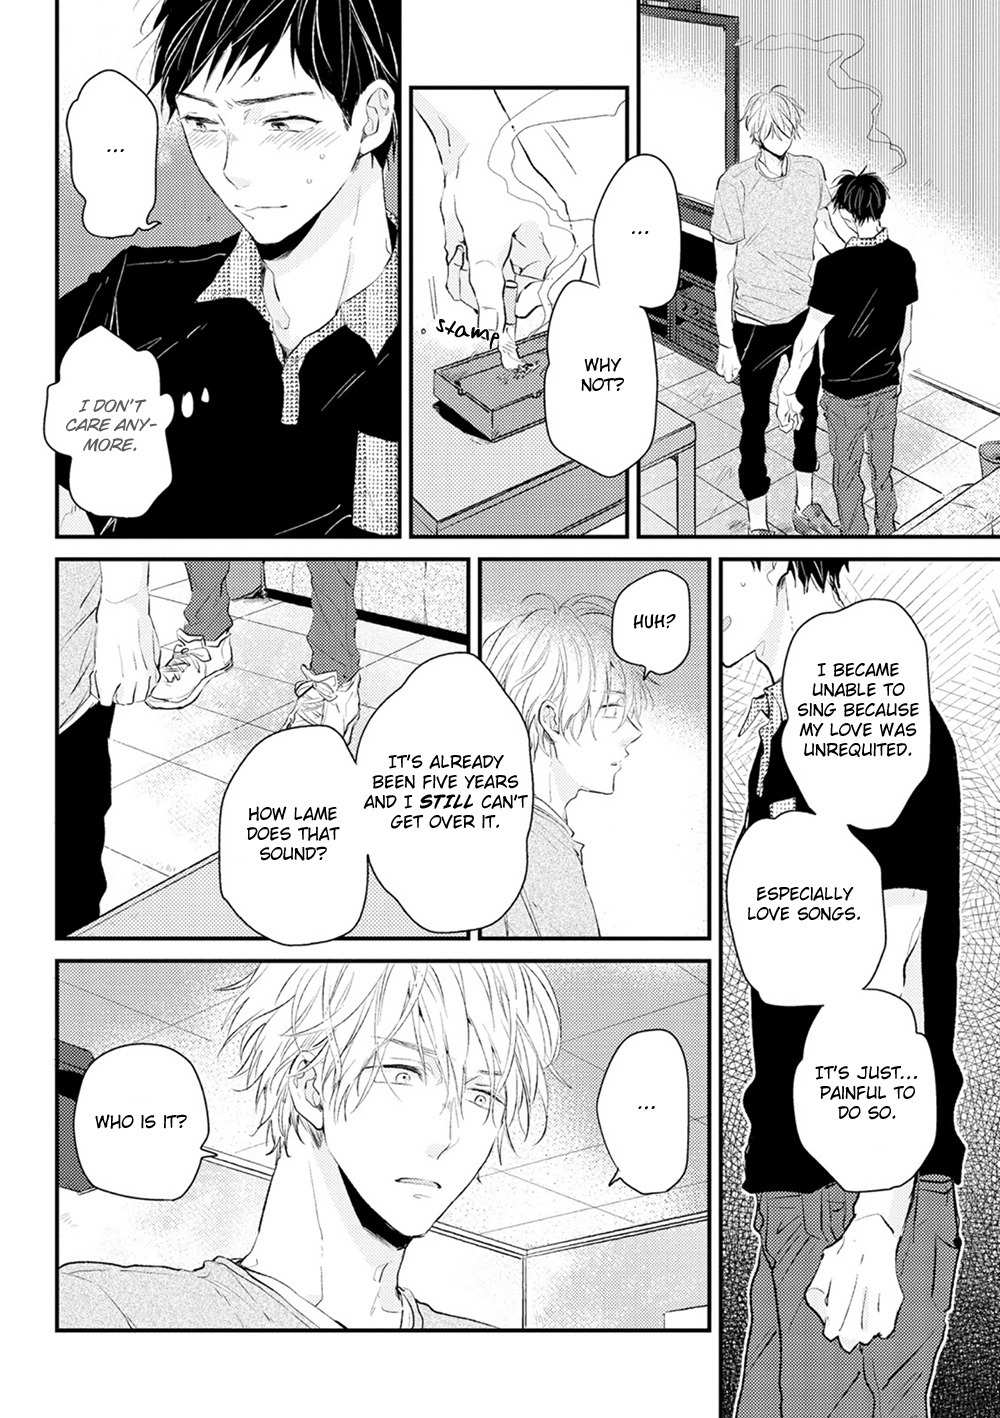 ...
WHY
NOT?
stamp
...
I DON'T
CARE ANY-
MORE.
I BECAME
UNABLE TO
SING BECAUSE
MY LOVE WAS
UNREQUITED.
ESPECIALLY
LOVE SONGS.
IT'S JUST...
PAINFUL TO
DO SO.
HUH?
IT'S ALREADY
BEEN FIVE YEARS
AND I STILL CAN'T
GET OVER IT.
HOW LAME
DOES THAT
SOUND?
...
WHO IS IT?